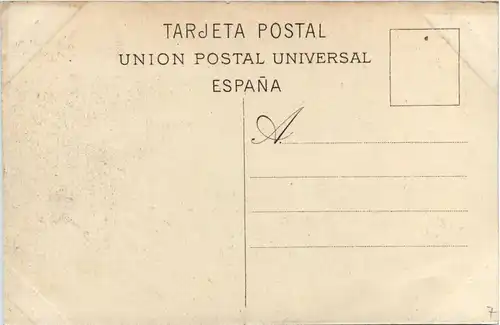 TARJETA POSTAL
UNION POSTAL UNIVERSAL
ESPAÑA
A
7